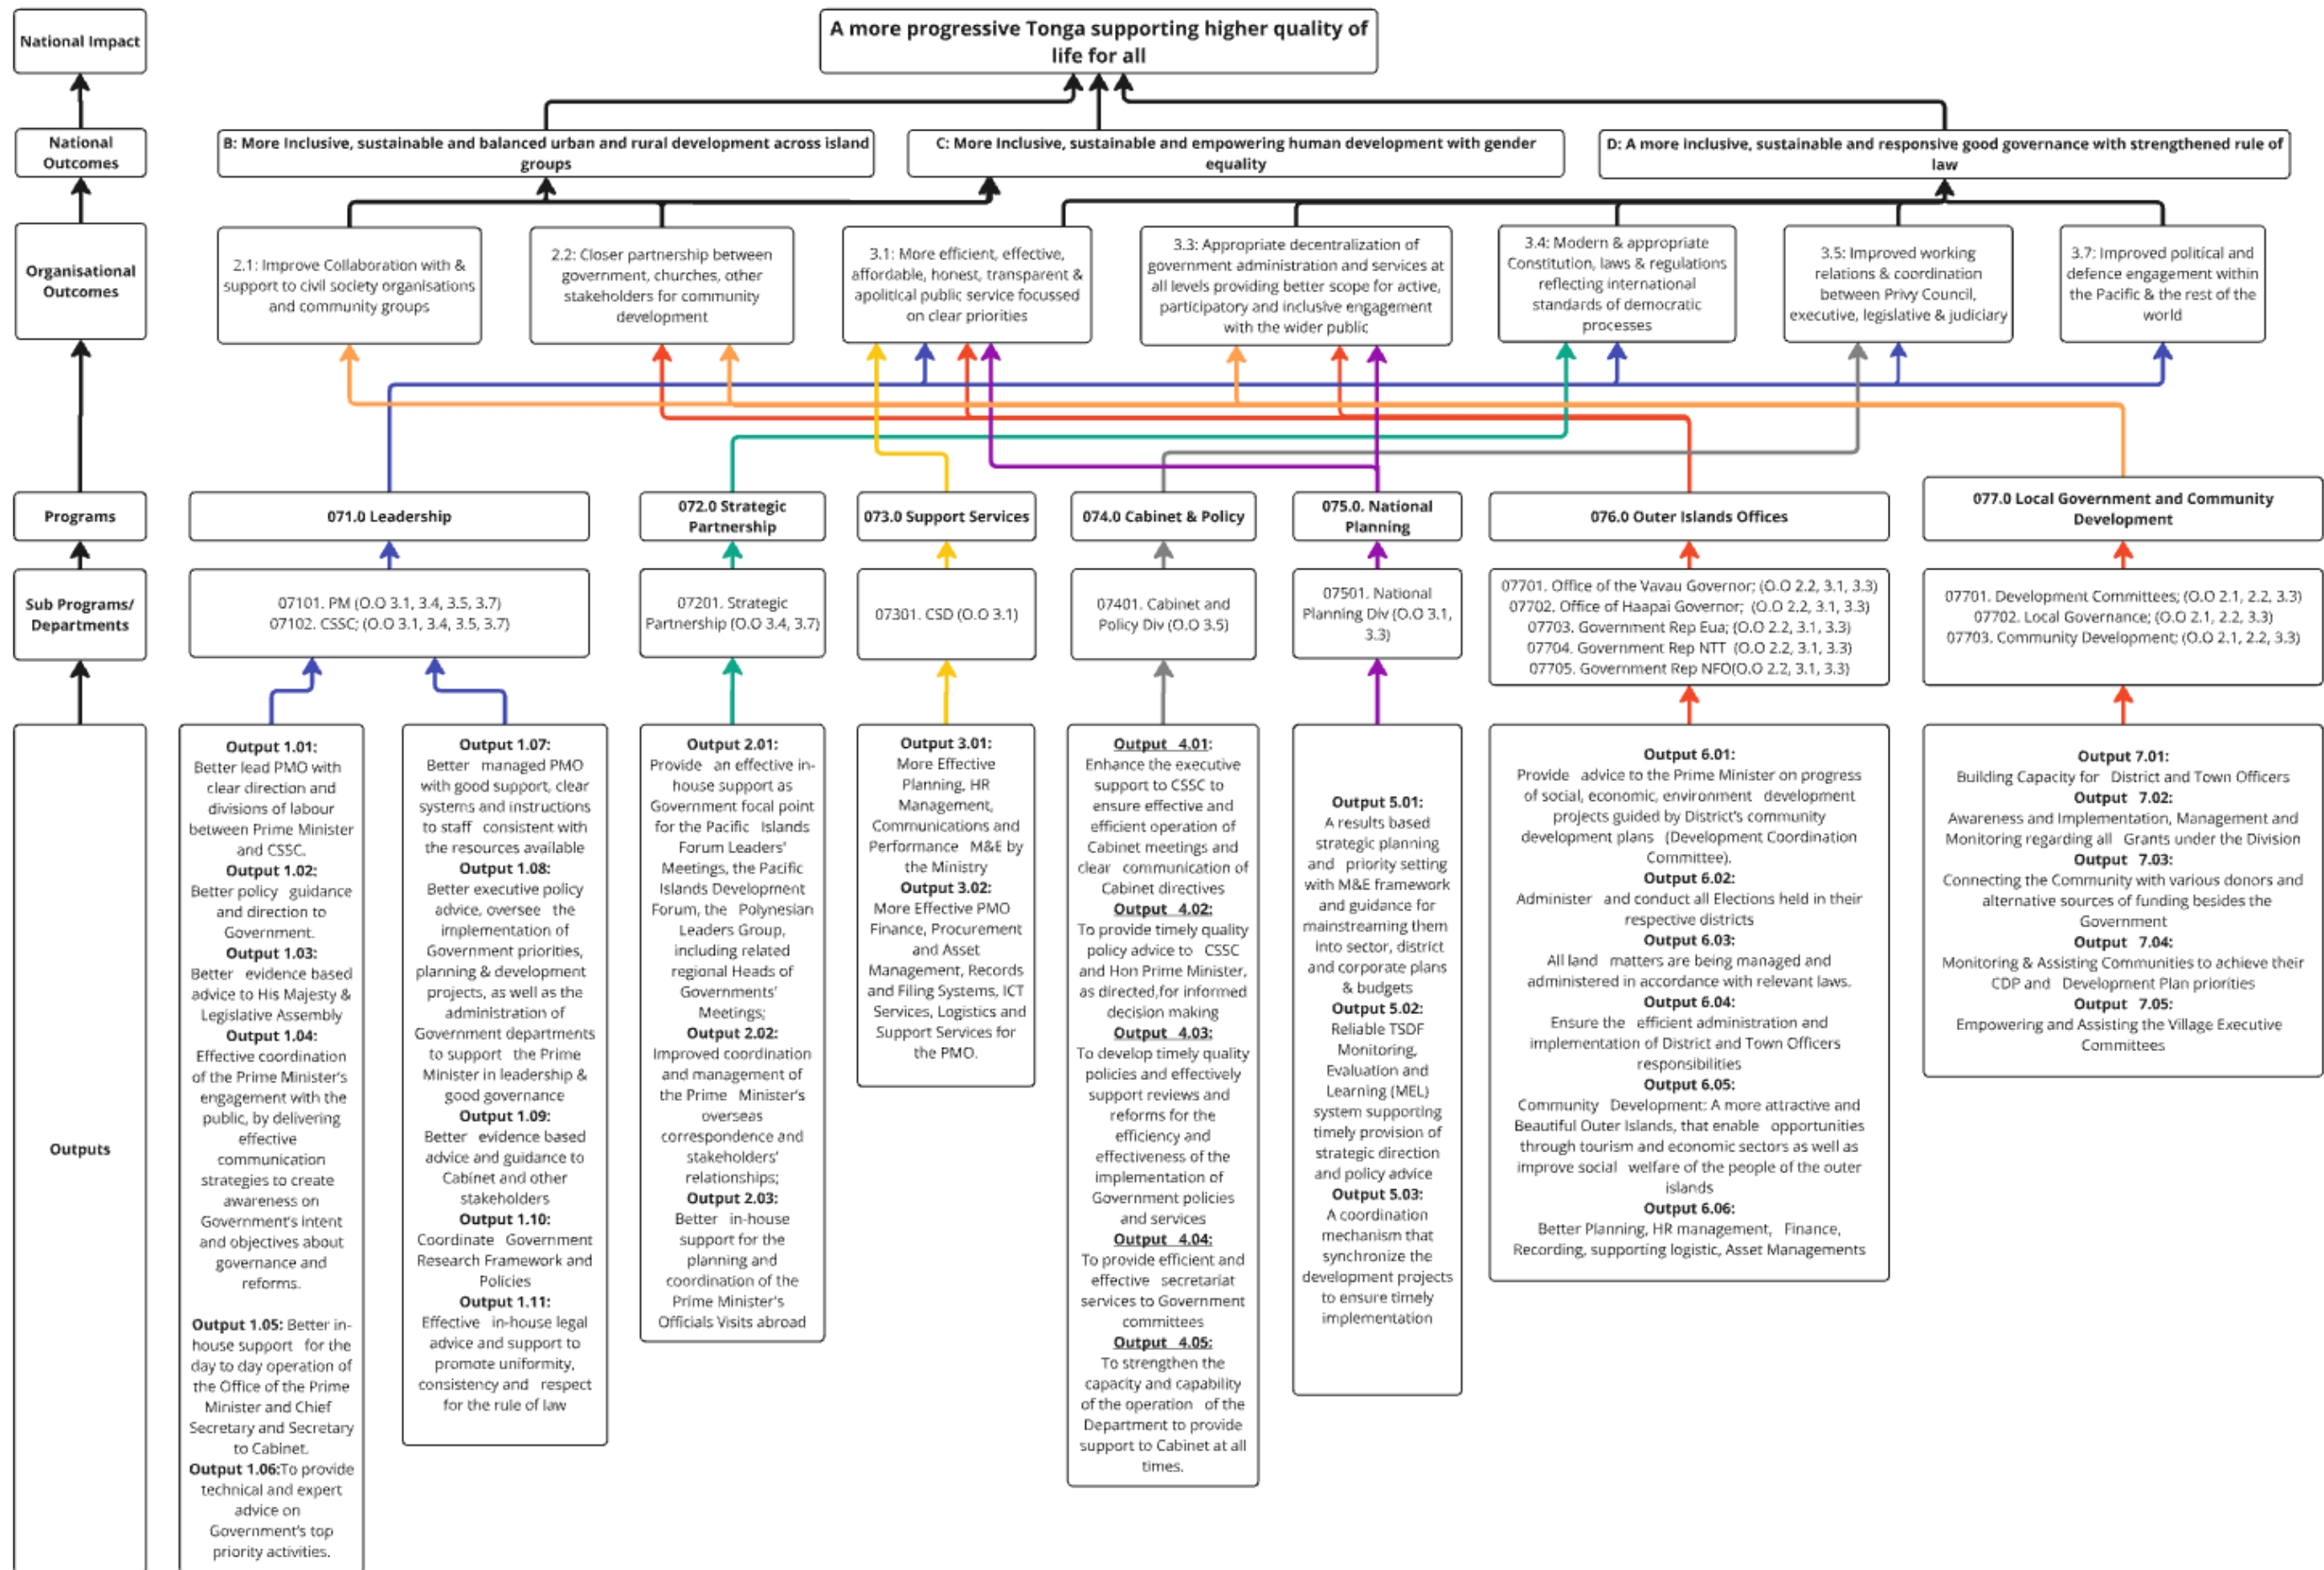 National Impact
A more progressive Tonga supporting higher quality of
life for all
National
Outcomes
B: More Inclusive, sustainable and balanced urban and rural development across island
groups
C: More Inclusive, sustainable and empowering human development with gender
equality
D: A more inclusive, sustainable and responsive good governance with strengthened rule of
law
Organisational
Outcomes
2.1: Improve Collaboration with &
support to civil society organisations
and community groups
2.2: Closer partnership between
government, churches, other
stakeholders for community
development
3.1: More efficient, effective,
affordable, honest, transparent &
apolitical public service focussed
on clear priorities
3.3: Appropriate decentralization of
government administration and services at
all levels providing better scope for active,
participatory and inclusive engagement
with the wider public
3.4: Modern & appropriate
Constitution, laws & regulations
reflecting international
standards of democratic
processes
3.5: Improved working
relations & coordination
between Privy Council,
executive, legislative & judiciary
3.7: Improved political and
defence engagement within
the Pacific & the rest of the
world
Programs
071.0 Leadership
072.0 Strategic
Partnership
073.0 Support Services
074.0 Cabinet & Policy
075.0. National
Planning
076.0 Outer Islands Offices
077.0 Local Government and Community
Development
Sub Programs/
Departments
07101. PM (O.O 3.1, 3.4, 3.5, 3.7)
07102. CSSC; (O.O 3.1, 3.4, 3.5, 3.7)
07201. Strategic
Partnership (O.O 3.4, 3.7)
07301. CSD (O.O 3.1)
07401. Cabinet and
Policy Div (O.O 3.5)
07501. National
Planning Div (O.O 3.1,
3.3)
07701. Office of the Vavau Governor; (O.O 2.2, 3.1, 3.3)
07702. Office of Haapai Governor; (O.O 2.2, 3.1, 3.3)
07703. Government Rep Eua; (O.O 2.2, 3.1, 3.3)
07704. Government Rep NTT (O.O 2.2, 3.1, 3.3)
07705. Government Rep NFO(O.O 2.2, 3.1, 3.3)
07701. Development Committees; (O.O 2.1, 2.2, 3.3)
07702. Local Governance; (O.O 2.1, 2.2, 3.3)
07703. Community Development; (O.O 2.1, 2.2, 3.3)
Outputs
Output 1.01:
Better lead PMO with
clear direction and
divisions of labour
between Prime Minister
and CSSC.
Output 1.02:
Better policy guidance
and direction to
Government.
Output 1.03:
Better evidence based
advice to His Majesty &
Legislative Assembly
Output 1.04:
Effective coordination
of the Prime Minister's
engagement with the
public, by delivering
effective
communication
strategies to create
awareness on
Government's intent
and objectives about
governance and
reforms.
Output 1.05: Better in-
house support for the
day to day operation of
the Office of the Prime
Minister and Chief
Secretary and Secretary
to Cabinet.
Output 1.06:To provide
technical and expert
advice on
Government's top
priority activities.
Output 1.07:
Better managed PMO
with good support, clear
systems and instructions
to staff consistent with
the resources available
Output 1.08:
Better executive policy
advice, oversee the
implementation of
Government priorities,
planning & development
projects, as well as the
administration of
Government departments
to support the Prime
Minister in leadership &
good governance
Output 1.09:
Better evidence based
advice and guidance to
Cabinet and other
stakeholders
Output 1.10:
Coordinate Government
Research Framework and
Policies
Output 1.11:
Effective in-house legal
advice and support to
promote uniformity,
consistency and respect
for the rule of law
Output 2.01:
Provide an effective in-
house support as
Government focal point
for the Pacific Islands
Forum Leaders'
Meetings, the Pacific
Islands Development
Forum, the Polynesian
Leaders Group,
including related
regional Heads of
Governments'
Meetings;
Output 2.02:
Improved coordination
and management of
the Prime Minister's
overseas
correspondence and
stakeholders'
relationships;
Output 2.03:
Better in-house
support for the
planning and
coordination of the
Prime Minister's
Officials Visits abroad
Output 3.01:
More Effective
Planning, HR
Management,
Communications and
Performance M&E by
the Ministry
Output 3.02:
More Effective PMO
Finance, Procurement
and Asset
Management, Records
and Filing Systems, ICT
Services, Logistics and
Support Services for
the PMO.
Output 4.01:
Enhance the executive
support to CSSC to
ensure effective and
efficient operation of
Cabinet meetings and
clear communication of
Cabinet directives
Output 4.02:
To provide timely quality
policy advice to CSSC
and Hon Prime Minister,
as directed,for informed
decision making
Output 4.03:
To develop timely quality
policies and effectively
support reviews and
reforms for the
efficiency and
effectiveness of the
implementation of
Government policies
and services
Output 4.04:
To provide efficient and
effective secretariat
services to Government
committees
Output 4.05:
To strengthen the
capacity and capability
of the operation of the
Department to provide
support to Cabinet at all
times.
Output 5.01:
A results based
strategic planning
and priority setting
with M&E framework
and guidance for
mainstreaming them
into sector, district
and corporate plans
& budgets
Output 5.02:
Reliable TSDF
Monitoring,
Evaluation and
Learning (MEL)
system supporting
timely provision of
strategic direction
and policy advice
Output 5.03:
A coordination
mechanism that
synchronize the
development projects
to ensure timely
implementation
Output 6.01:
Provide advice to the Prime Minister on progress
of social, economic, environment development
projects guided by District's community
development plans (Development Coordination
Committee).
Output 6.02:
Administer and conduct all Elections held in their
respective districts
Output 6.03:
All land matters are being managed and
administered in accordance with relevant laws.
Output 6.04:
Ensure the efficient administration and
implementation of District and Town Officers
responsibilities
Output 6.05:
Community Development: A more attractive and
Beautiful Outer Islands, that enable opportunities
through tourism and economic sectors as well as
improve social welfare of the people of the outer
islands
Output 6.06:
Better Planning, HR management, Finance,
Recording, supporting logistic, Asset Managements
Output 7.01:
Building Capacity for District and Town Officers
Output 7.02:
Awareness and Implementation, Management and
Monitoring regarding all Grants under the Division
Output 7.03:
Connecting the Community with various donors and
alternative sources of funding besides the
Government
Output 7.04:
Monitoring & Assisting Communities to achieve their
CDP and Development Plan priorities
Output 7.05:
Empowering and Assisting the Village Executive
Committees